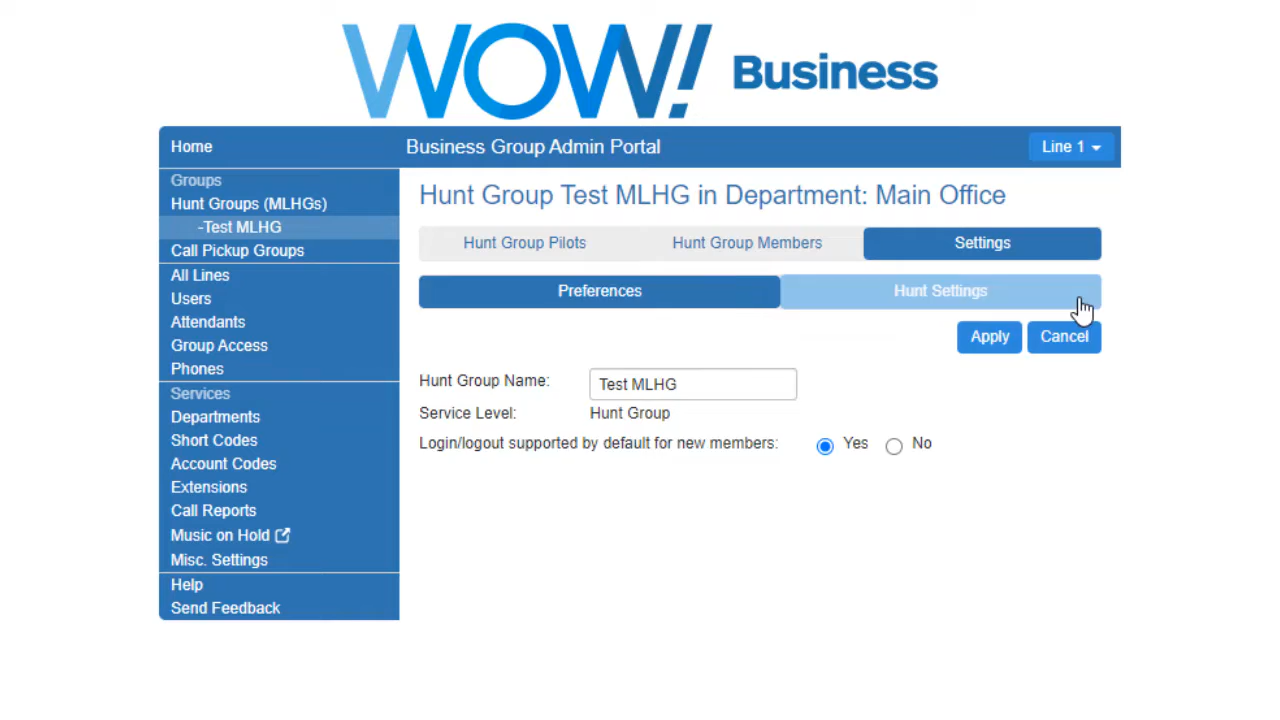 WOW! Business
Home
Business Group Admin Portal
Line 1
Groups
Hunt Groups (MLHGs)
-Test MLHG
Call Pickup Groups
All Lines
Users
Attendants
Group Access
Phones
Services
Departments
Short Codes
Account Codes
Extensions
Call Reports
Music on Hold
Misc. Settings
Help
Send Feedback
Hunt Group Test MLHG in Department: Main Office
Hunt Group Pilots Hunt Group Members Settings
Preferences Hunt Settings
Apply Cancel
Hunt Group Name: Test MLHG
Service Level: Hunt Group
Login/logout supported by default for new members: Yes No